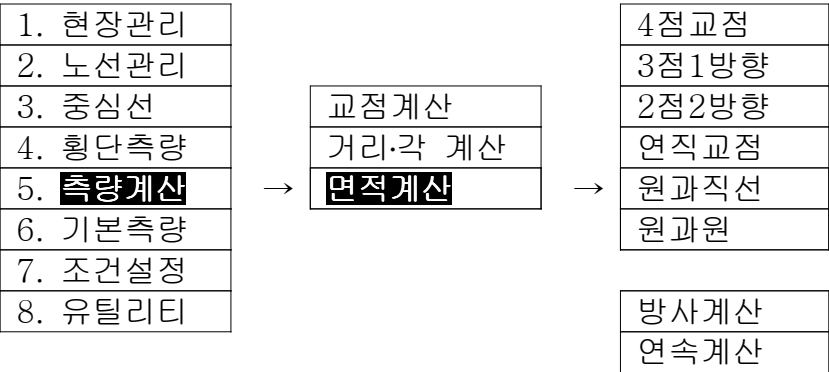 1. 현장관리
2. 노선관리
3. 중심선
4. 횡단측량
5. 측량계산
6. 기본측량
7. 조건설정
8. 유틸리티
→
교점계산
거리·각 계산
면적계산
→
4점교점
3점1방향
2점2방향
연직교점
원과직선
원과원
방사계산
연속계산